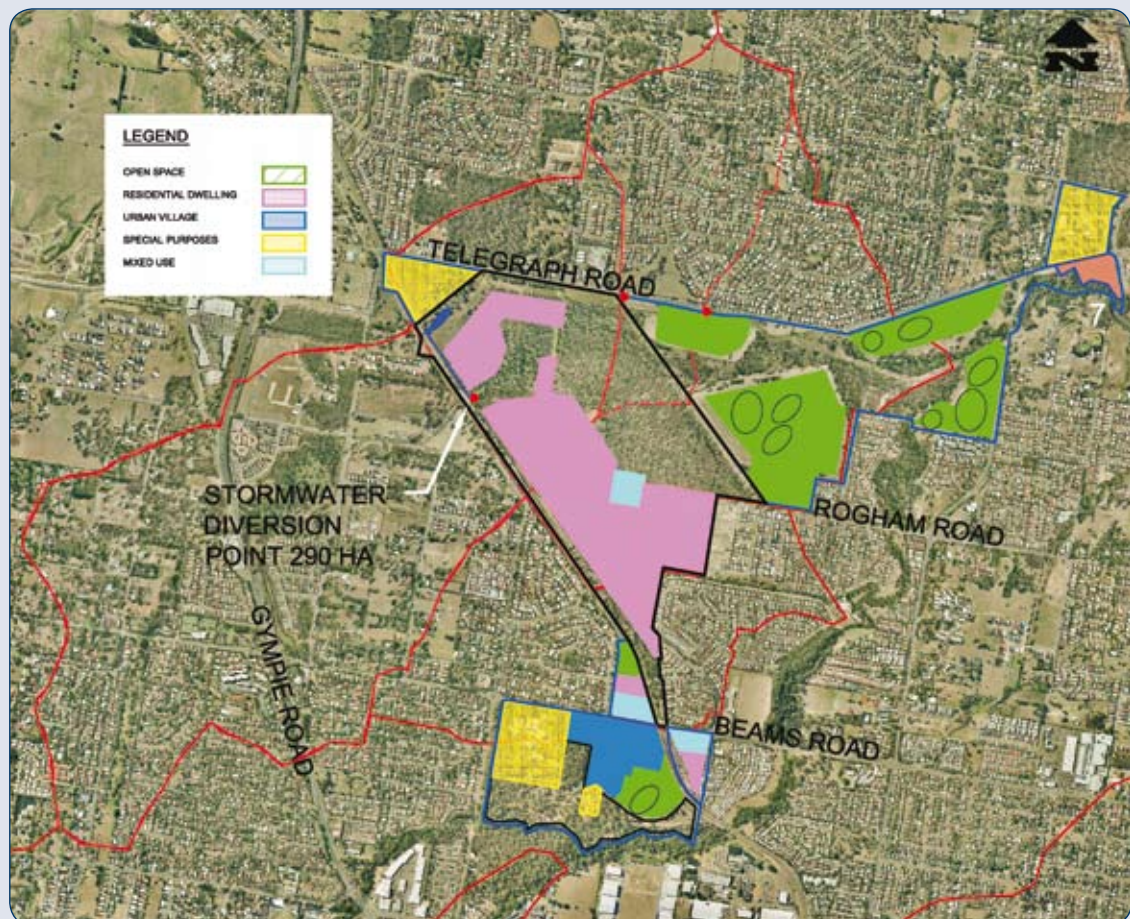 N
LEGEND
OPEN SPACE
RESIDENTIAL DWELLING
URBAN VILLAGE
SPECIAL PURPOSES
MIXED USE
TELEGRAPH ROAD
7
STORMWATER
DIVERSION
POINT 290 HA
ROGHAM ROAD
GYMPIE ROAD
BEAMS ROAD